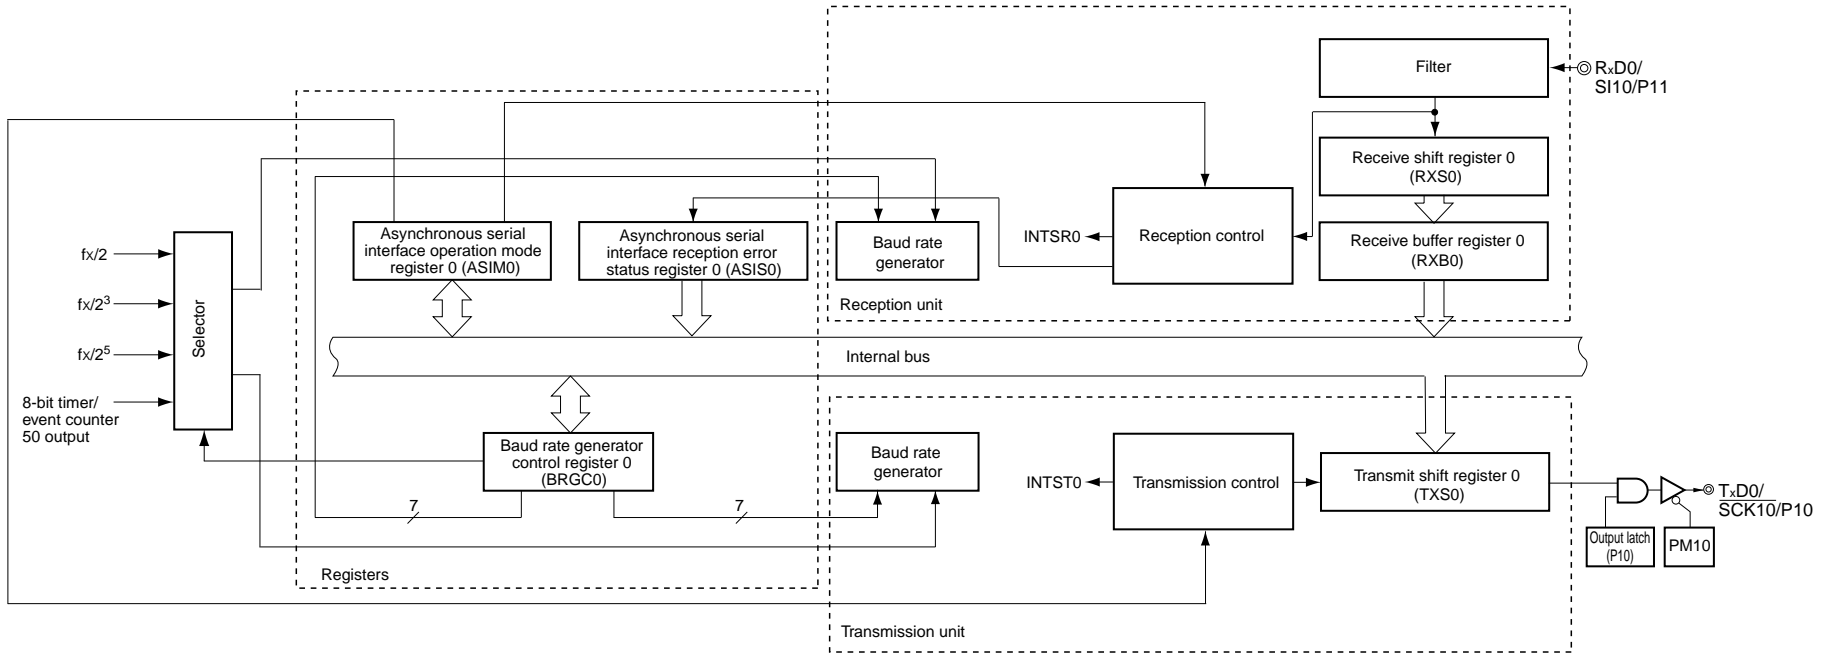 Filter
RxD0/
SI10/P11
Receive shift register 0
(RXS0)
Asynchronous serial
interface operation mode
register 0 (ASIM0)
Asynchronous serial
interface reception error
status register 0 (ASIS0)
Baud rate
generator
INTSR0
Reception control
Receive buffer register 0
(RXB0)
Reception unit
fx/2
fx/2³
fx/2⁵
8-bit timer/
event counter
50 output
Selector
Internal bus
Baud rate generator
control register 0
(BRGC0)
7
7
Registers
Baud rate
generator
INTST0
Transmission control
Transmit shift register 0
(TXS0)
TxD0/
SCK10/P10
Output latch
(P10)
PM10
Transmission unit